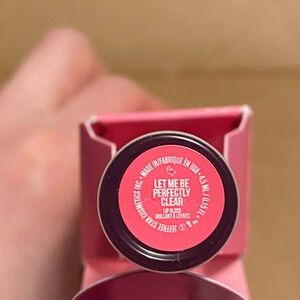 LET ME BE
PERFECTLY
CLEAR
LIP GLOSS
BRILLANT À LÈVRES
JEFFREE STAR COSMETICS INC. • MADE IN/FABRIQUÉ EN USA • 4.5 ML / (0.15 FL.